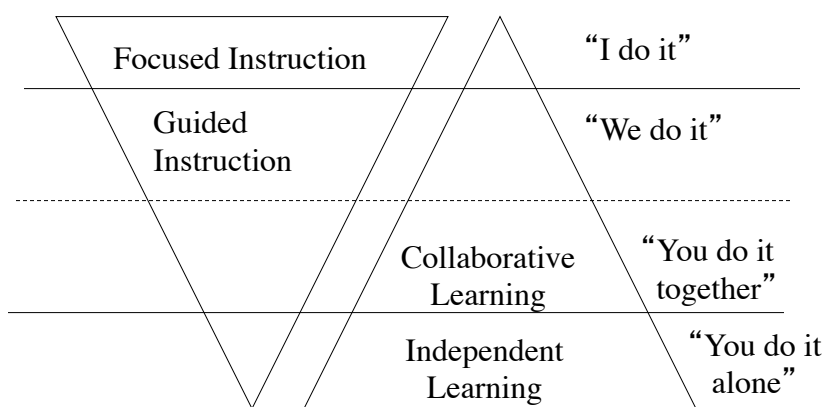 Focused Instruction
“I do it”
Guided
Instruction
“We do it”
Collaborative
Learning
“You do it
together”
Independent
Learning
“You do it
alone”